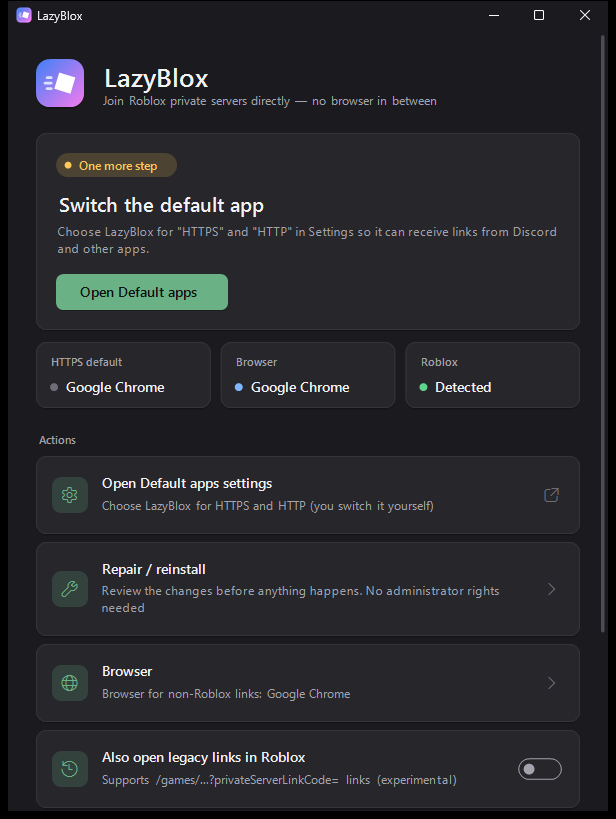 LazyBlox
LazyBlox
Join Roblox private servers directly — no browser in between
One more step
Switch the default app
Choose LazyBlox for "HTTPS" and "HTTP" in Settings so it can receive links from Discord
and other apps.
Open Default apps
HTTPS default
Google Chrome
Browser
Google Chrome
Roblox
Detected
Actions
Open Default apps settings
Choose LazyBlox for HTTPS and HTTP (you switch it yourself)
Repair / reinstall
Review the changes before anything happens. No administrator rights
needed
Browser
Browser for non-Roblox links: Google Chrome
Also open legacy links in Roblox
Supports /games/...?privateServerLinkCode= links (experimental)